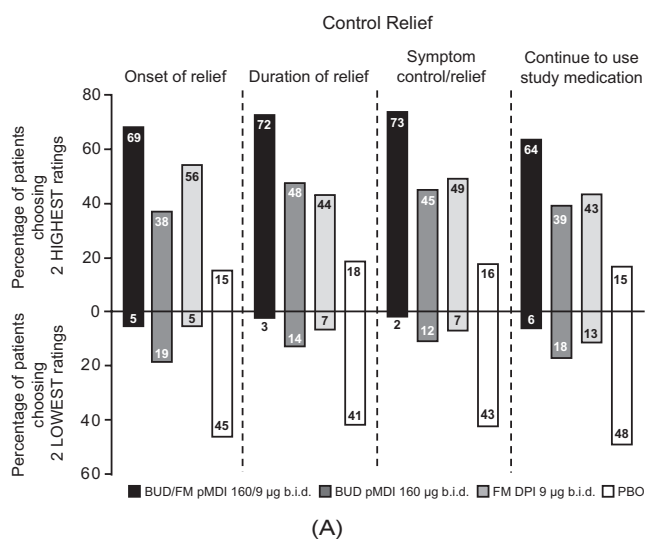 Control Relief
Onset of relief
Duration of relief
Symptom
control/relief
Continue to use
study medication
Percentage of patients
choosing
2 HIGHEST ratings
80
60
40
20
0
69
38
56
15
72
48
44
18
73
45
49
16
64
39
43
15
Percentage of patients
choosing
2 LOWEST ratings
20
40
60
5
19
5
45
3
14
7
41
2
12
7
43
6
18
13
48
BUD/FM pMDI 160/9 µg b.i.d. BUD pMDI 160 µg b.i.d. FM DPI 9 µg b.i.d. PBO
(A)